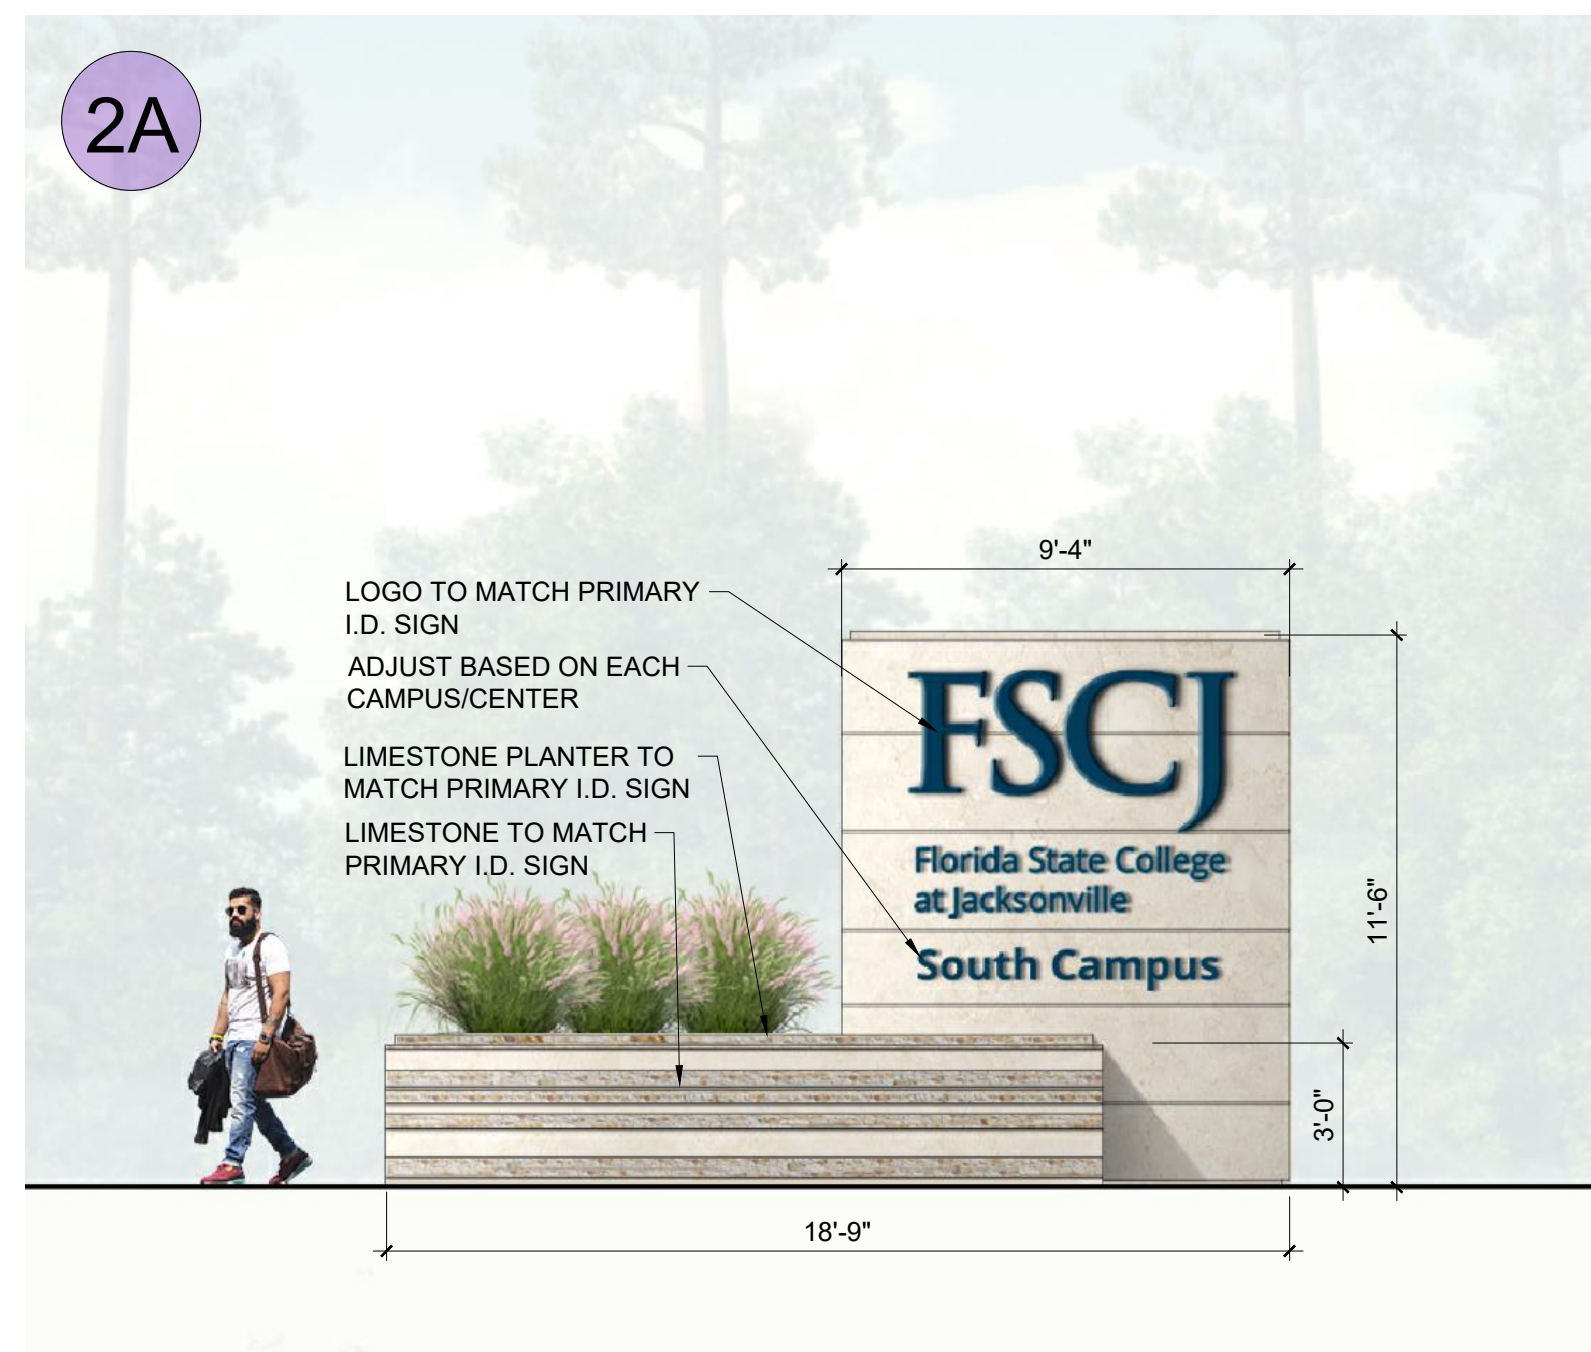 2A
9'-4"
LOGO TO MATCH PRIMARY
I.D. SIGN
ADJUST BASED ON EACH
CAMPUS/CENTER
LIMESTONE PLANTER TO
MATCH PRIMARY I.D. SIGN
LIMESTONE TO MATCH
PRIMARY I.D. SIGN
FSCJ
Florida State College
at Jacksonville
South Campus
11'-6"
3'-0"
18'-9"